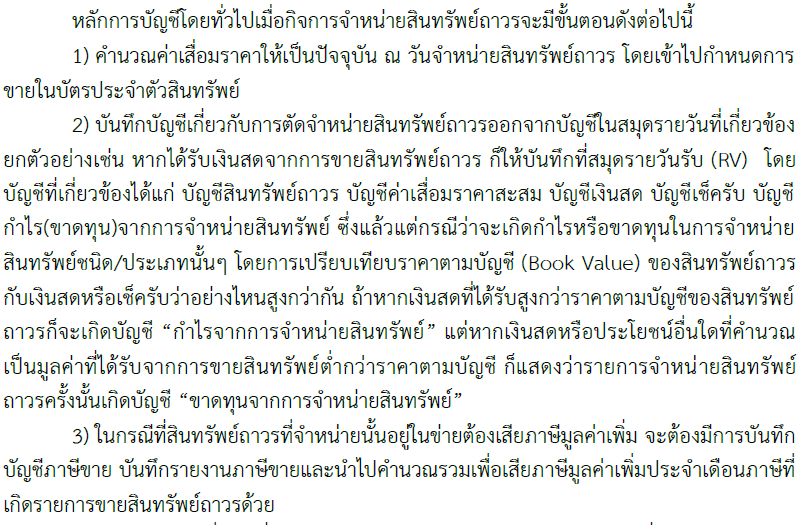 หลักการบัญชีโดยทั่วไปเมื่อกิจการจำหน่ายสินทรัพย์ถาวรจะมีขั้นตอนดังต่อไปนี้
1) คำนวณค่าเสื่อมราคาให้เป็นปัจจุบัน ณ วันจำหน่ายสินทรัพย์ถาวร โดยเข้าไปกำหนดการ
ขายในบัตรประจำตัวสินทรัพย์
2) บันทึกบัญชีเกี่ยวกับการตัดจำหน่ายสินทรัพย์ถาวรออกจากบัญชีในสมุดรายวันที่เกี่ยวข้อง
ยกตัวอย่างเช่น หากได้รับเงินสดจากการขายสินทรัพย์ถาวร ก็ให้บันทึกที่สมุดรายวันรับ (RV) โดย
บัญชีที่เกี่ยวข้องได้แก่ บัญชีสินทรัพย์ถาวร บัญชีค่าเสื่อมราคาสะสม บัญชีเงินสด บัญชีเช็ครับ บัญชี
กำไร(ขาดทุน)จากการจำหน่ายสินทรัพย์ ซึ่งแล้วแต่กรณีว่าจะเกิดกำไรหรือขาดทุนในการจำหน่าย
สินทรัพย์ชนิด/ประเภทนั้นๆ โดยการเปรียบเทียบราคาตามบัญชี (Book Value) ของสินทรัพย์ถาวร
กับเงินสดหรือเช็ครับว่าอย่างไหนสูงกว่ากัน ถ้าหากเงินสดที่ได้รับสูงกว่าราคาตามบัญชีของสินทรัพย์
ถาวรก็จะเกิดบัญชี “กำไรจากการจำหน่ายสินทรัพย์” แต่หากเงินสดหรือประโยชน์อื่นใดที่คำนวณ
เป็นมูลค่าที่ได้รับจากการขายสินทรัพย์ต่ำกว่าราคาตามบัญชี ก็แสดงว่ารายการจำหน่ายสินทรัพย์
ถาวรครั้งนั้นเกิดบัญชี “ขาดทุนจากการจำหน่ายสินทรัพย์”
3) ในกรณีที่สินทรัพย์ถาวรที่จำหน่ายนั้นอยู่ในข่ายต้องเสียภาษีมูลค่าเพิ่ม จะต้องมีการบันทึก
บัญชีภาษีขาย บันทึกรายงานภาษีขายและนำไปคำนวณรวมเพื่อเสียภาษีมูลค่าเพิ่มประจำเดือนภาษีที่
เกิดรายการขายสินทรัพย์ถาวรด้วย